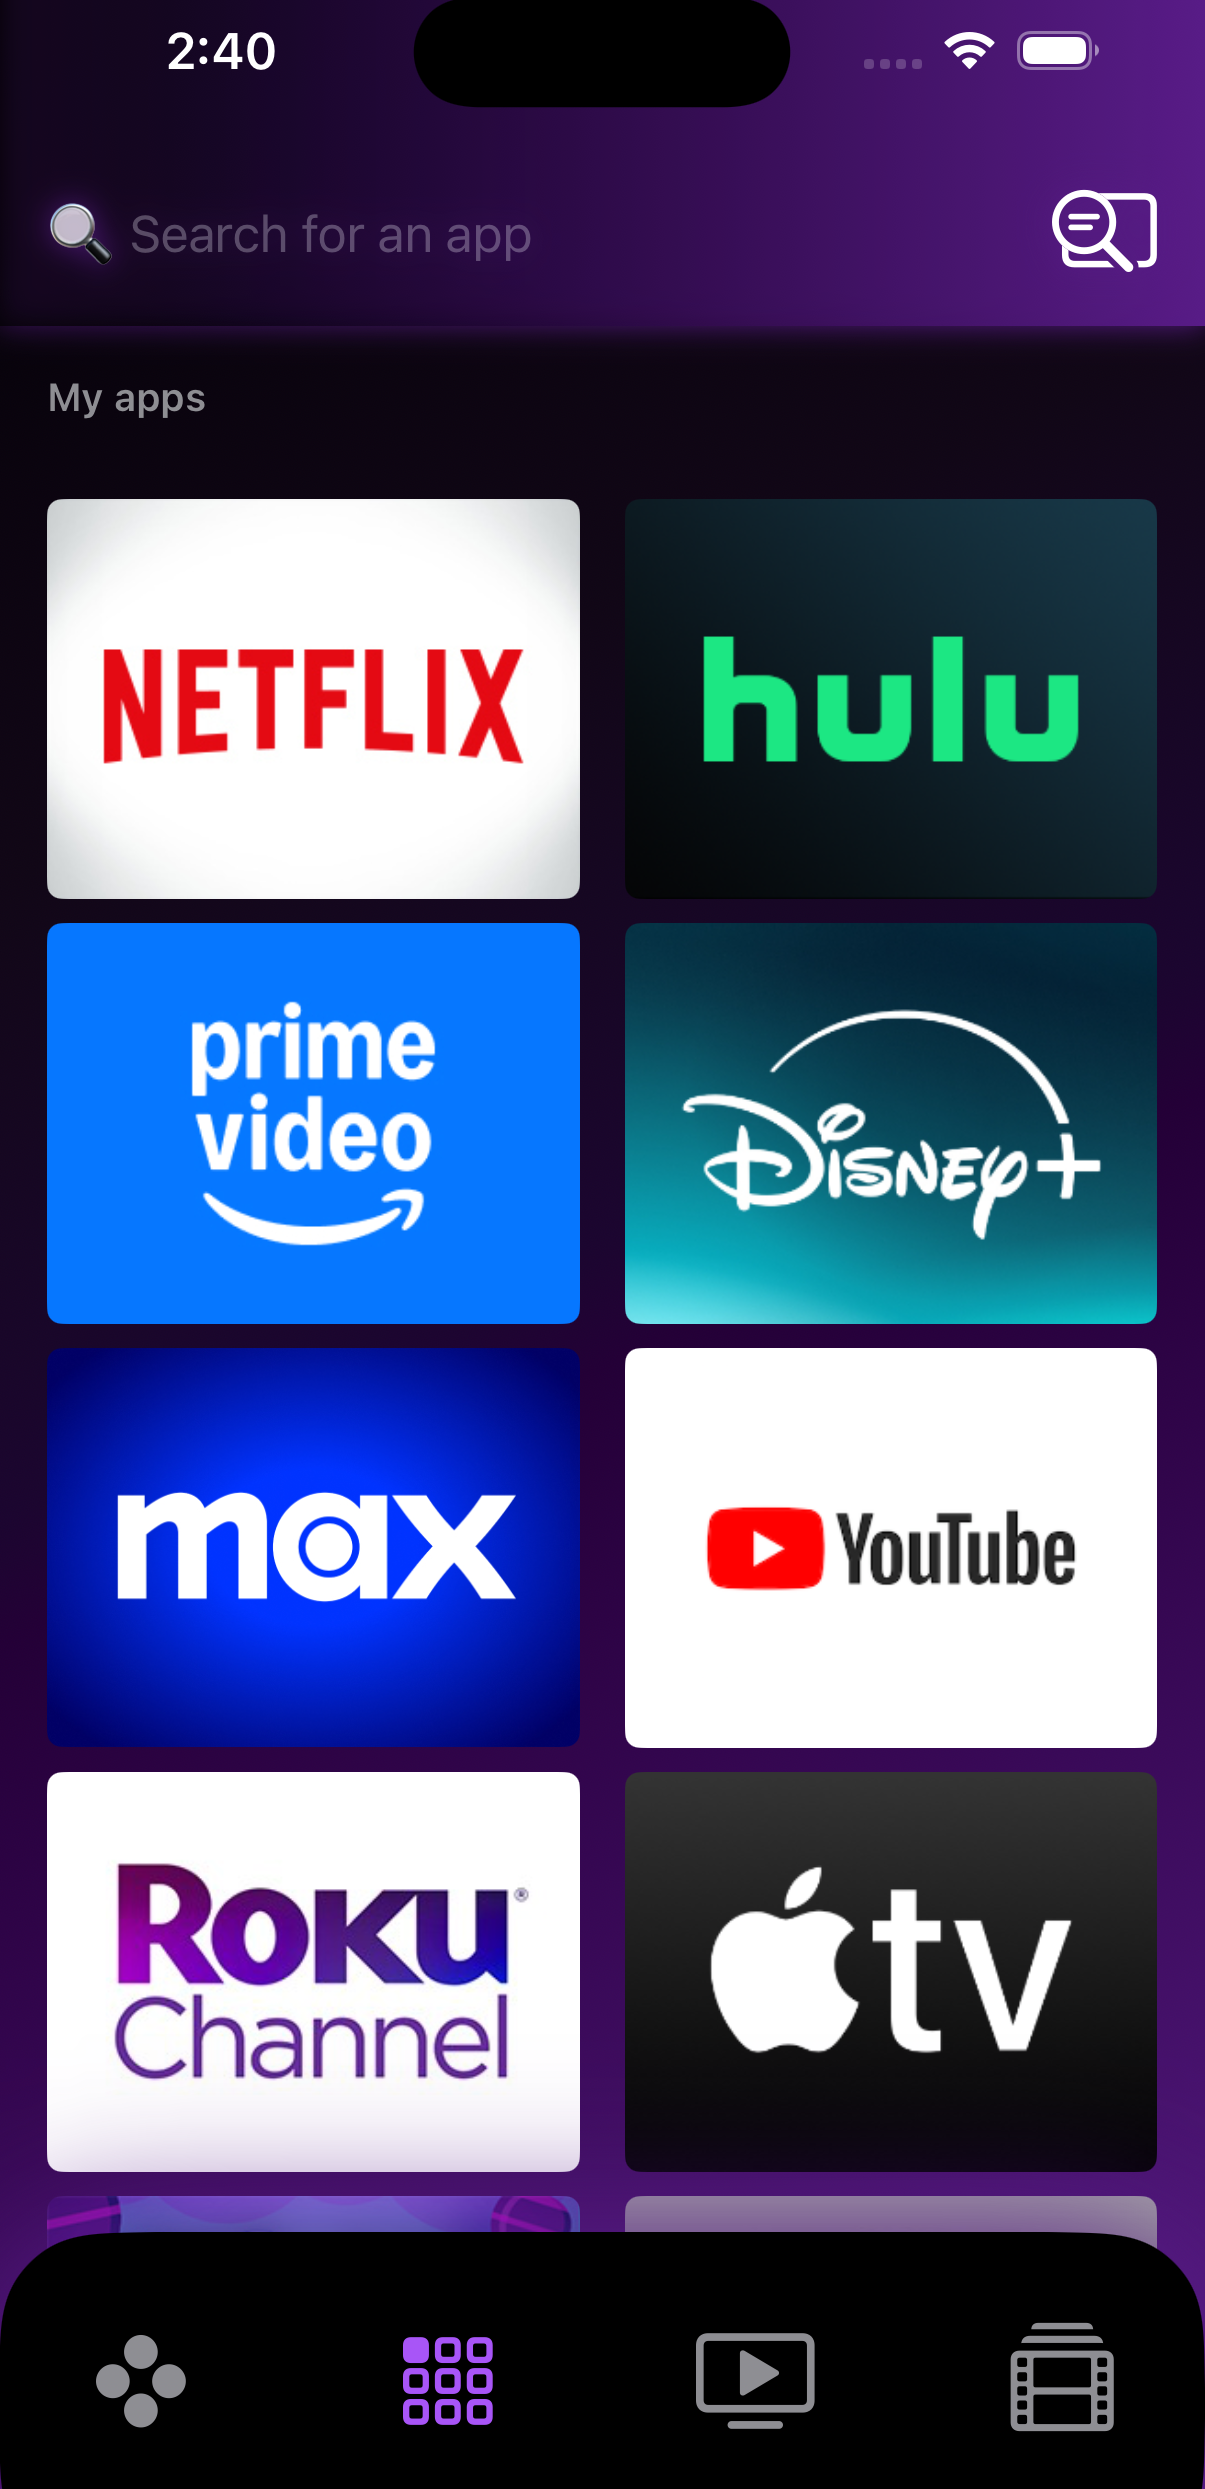 2:40
Search for an app
My apps
NETFLIX
hulu
prime
video
Disney+
max
YouTube
Roku®
Channel
tv